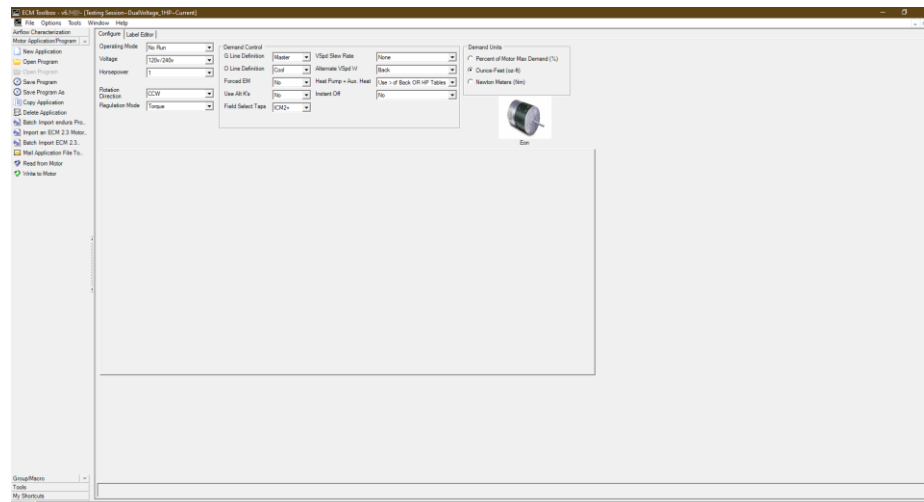 ECM Toolbox - v6. - [Testing Session--DualVoltage_1HP--Current]
File Options Tools Window Help
Airflow Characterization
Motor Application/Program
New Application
Open Program
Open Program
Save Program
Save Program As
Copy Application
Delete Application
Batch Import endura Pro..
Import an ECM 2.3 Motor..
Batch Import ECM 2.3..
Mail Application File To..
Read from Motor
Write to Motor
Configure Label Editor
Operating Mode No Run
Voltage 120v/240v
Horsepower 1
Rotation Direction CCW
Regulation Mode Torque
Demand Control
G Line Definition Master VSpd Slew Rate None
O Line Definition Cool Alternate VSpd W Back
Forced EM No Heat Pump + Aux. Heat Use > of Back OR HP Tables
Use Alt K's No Instant Off No
Field Select Taps ICM2+
Demand Units
Percent of Motor Max Demand (%)
Ounce-Feet (oz-ft)
Newton Meters (Nm)
Eon
Group/Macro
Tools
My Shortcuts